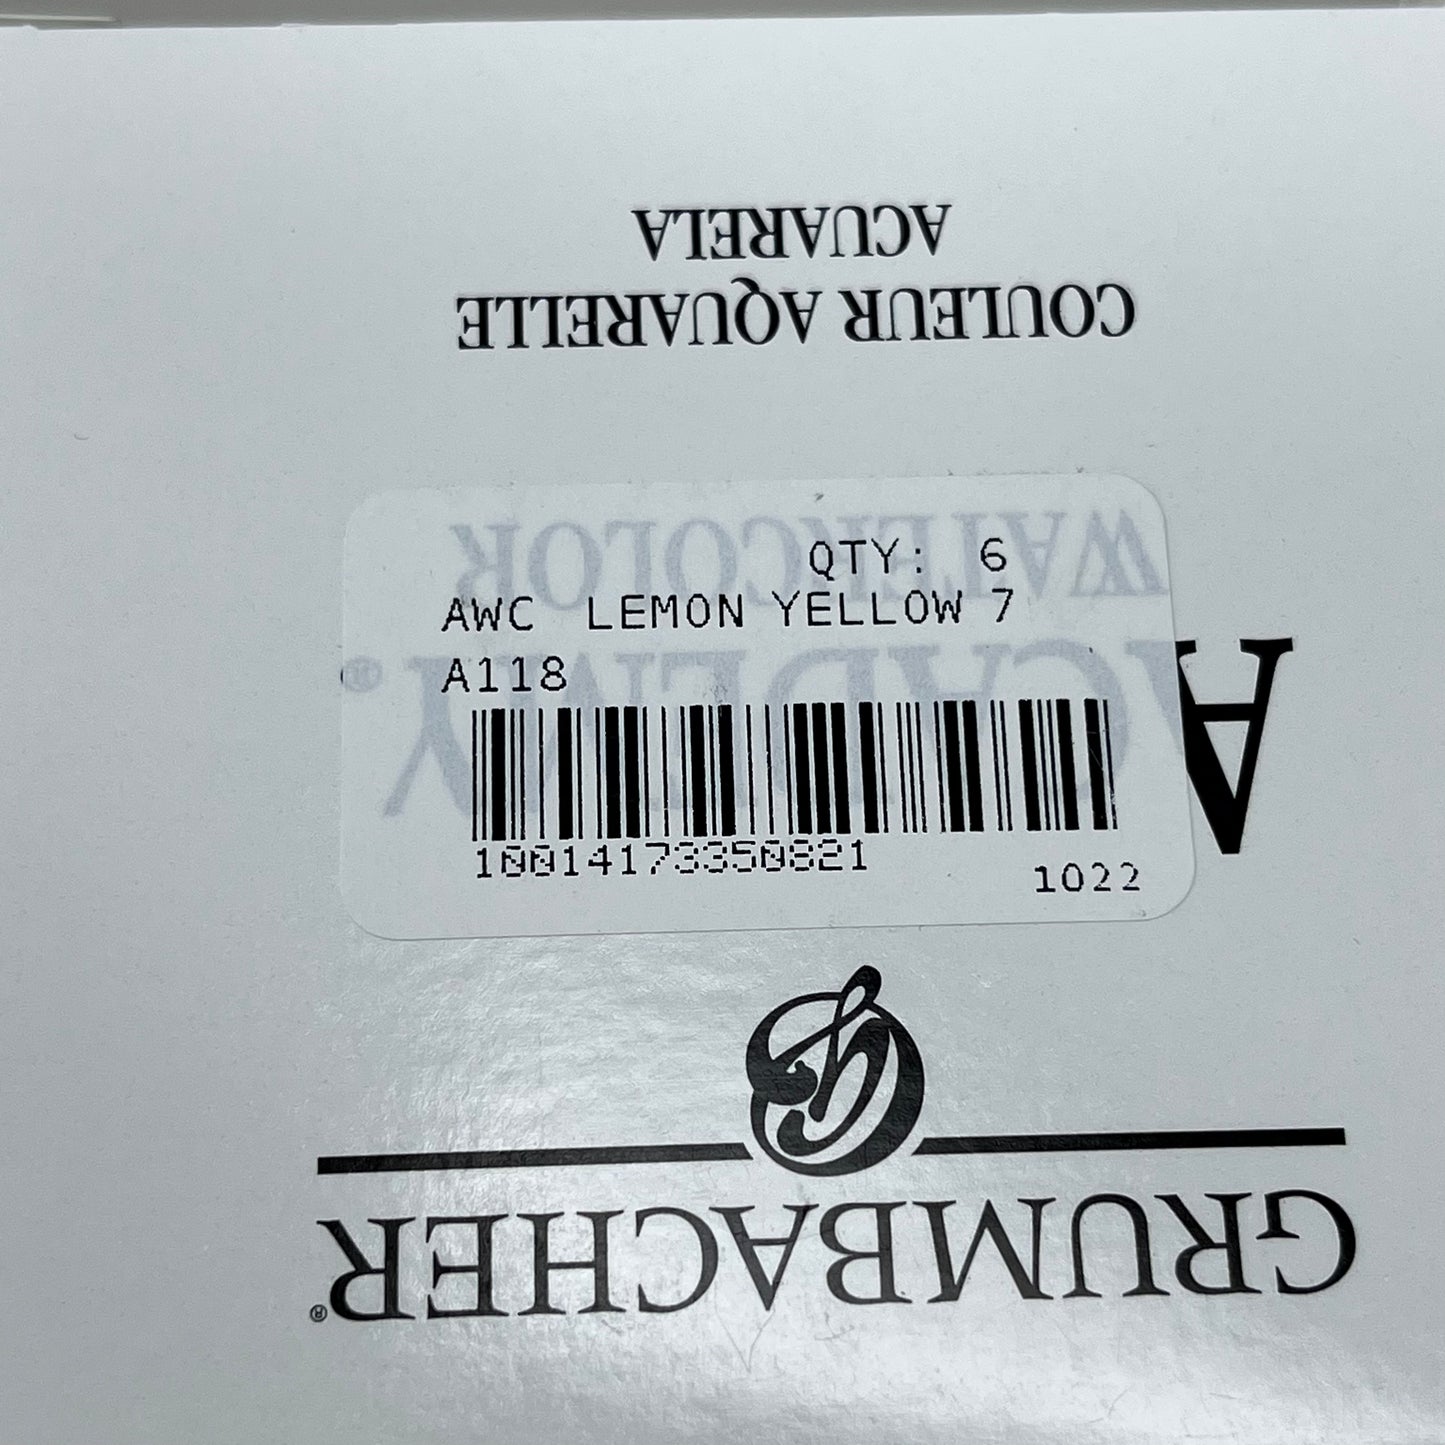 QTY: 6
AWC LEMON YELLOW 7
A118
10014173350821
1022
GRUMBACHER®
ACADEMY®
WATERCOLOR
COULEUR AQUARELLE
ACUARELA